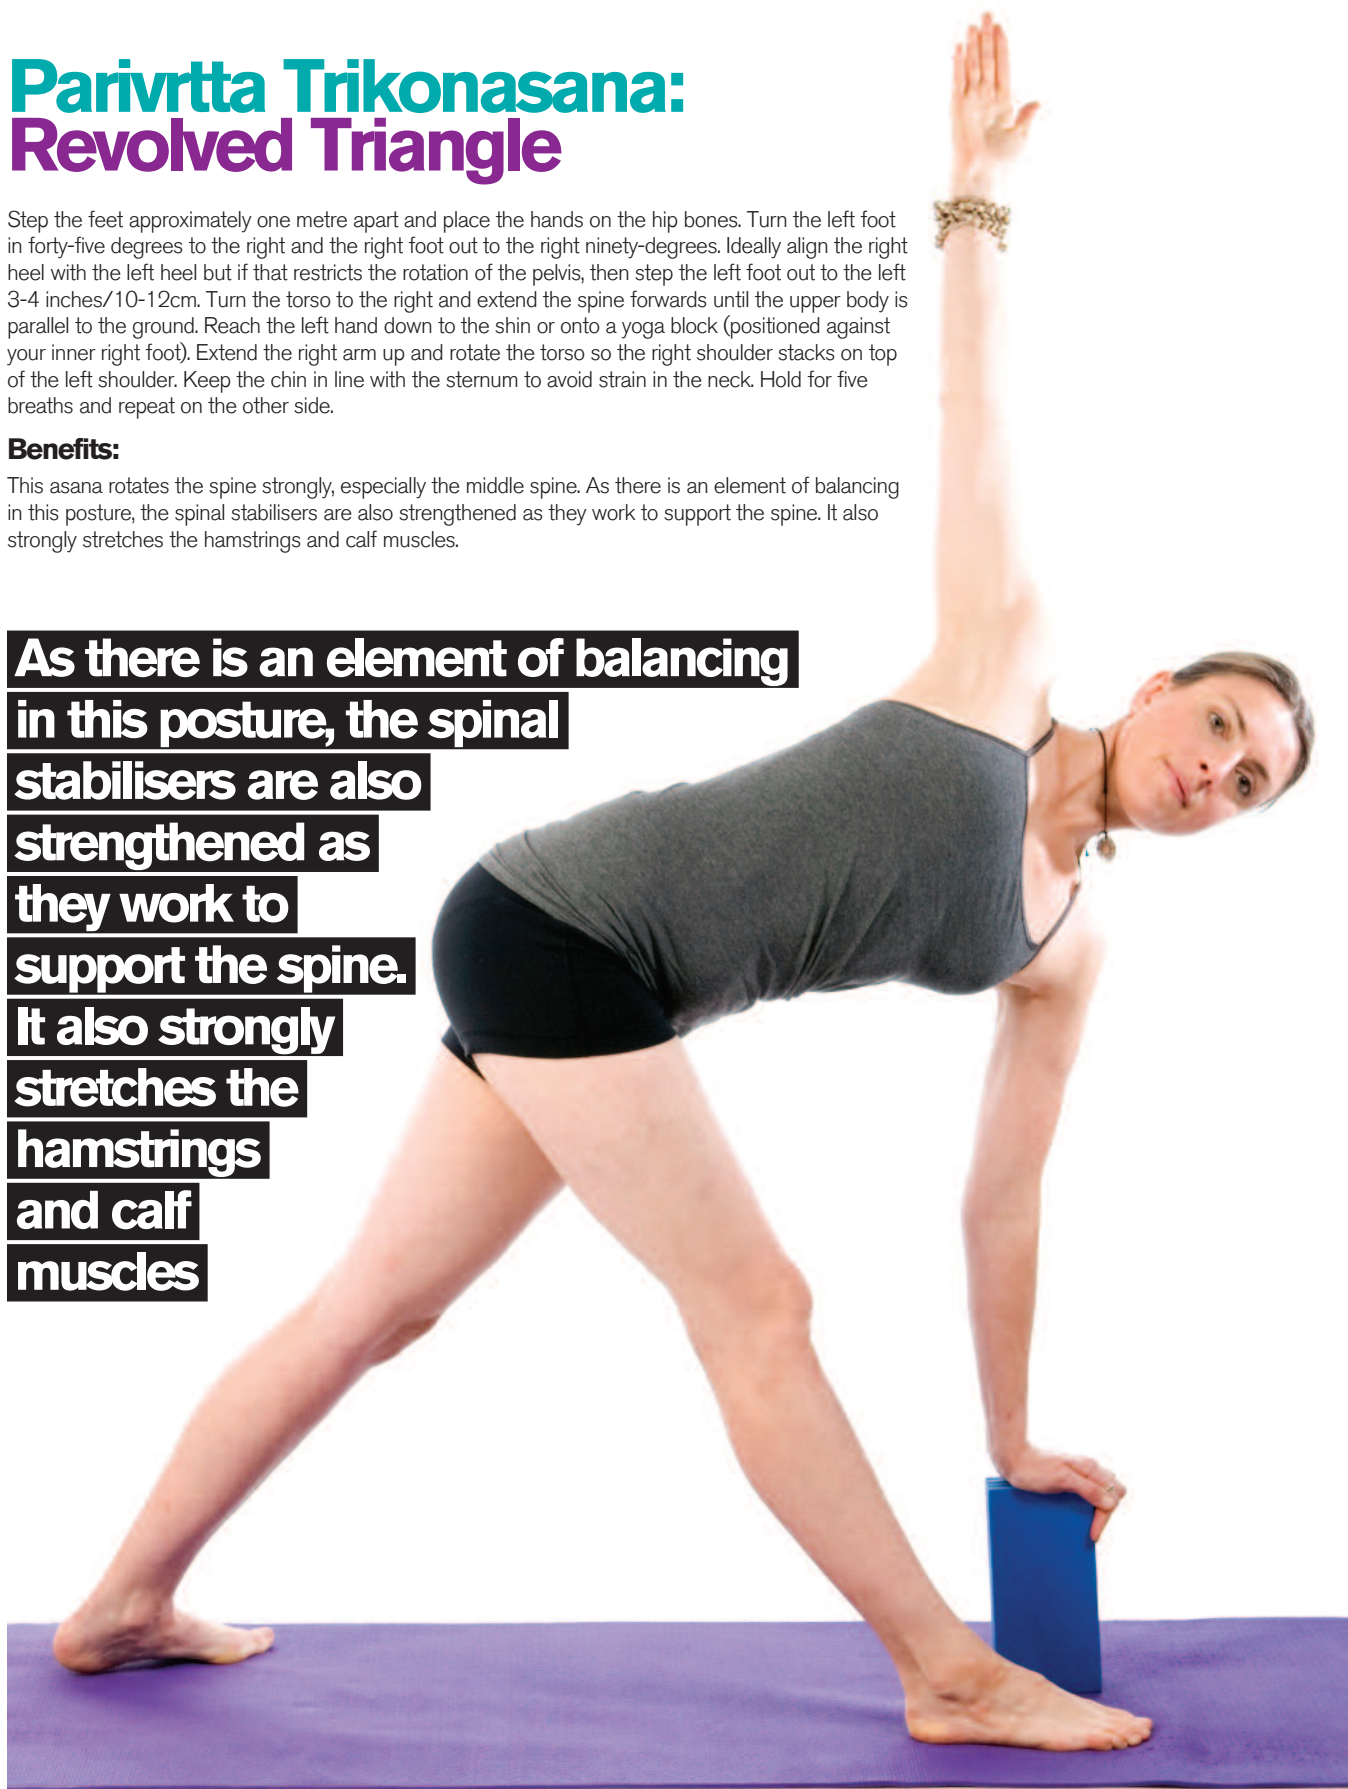 Parivrtta Trikonasana:
Revolved Triangle
Step the feet approximately one metre apart and place the hands on the hip bones. Turn the left foot
in forty-five degrees to the right and the right foot out to the right ninety-degrees. Ideally align the right
heel with the left heel but if that restricts the rotation of the pelvis, then step the left foot out to the left
3-4 inches/10-12cm. Turn the torso to the right and extend the spine forwards until the upper body is
parallel to the ground. Reach the left hand down to the shin or onto a yoga block (positioned against
your inner right foot). Extend the right arm up and rotate the torso so the right shoulder stacks on top
of the left shoulder. Keep the chin in line with the sternum to avoid strain in the neck. Hold for five
breaths and repeat on the other side.
Benefits:
This asana rotates the spine strongly, especially the middle spine. As there is an element of balancing
in this posture, the spinal stabilisers are also strengthened as they work to support the spine. It also
strongly stretches the hamstrings and calf muscles.
As there is an element of balancing
in this posture, the spinal
stabilisers are also
strengthened as
they work to
support the spine.
It also strongly
stretches the
hamstrings
and calf
muscles